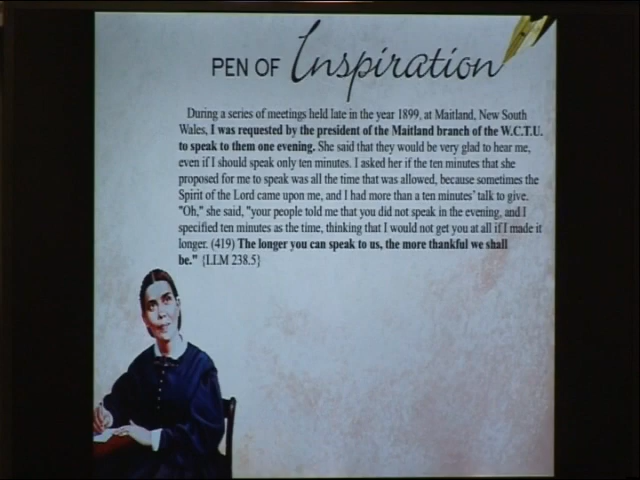 PEN OF Inspiration
During a series of meetings held late in the year 1899, at Maitland, New South
Wales, I was requested by the president of the Maitland branch of the W.C.T.U.
to speak to them one evening. She said that they would be very glad to hear me,
even if I should speak only ten minutes. I asked her if the ten minutes that she
proposed for me to speak was all the time that was allowed, because sometimes the
Spirit of the Lord came upon me, and I had more than a ten minutes' talk to give.
"Oh," she said, "your people told me that you did not speak in the evening, and I
specified ten minutes as the time, thinking that I would not get you at all if I made it
longer. (419) The longer you can speak to us, the more thankful we shall
be." {LLM 238.5}